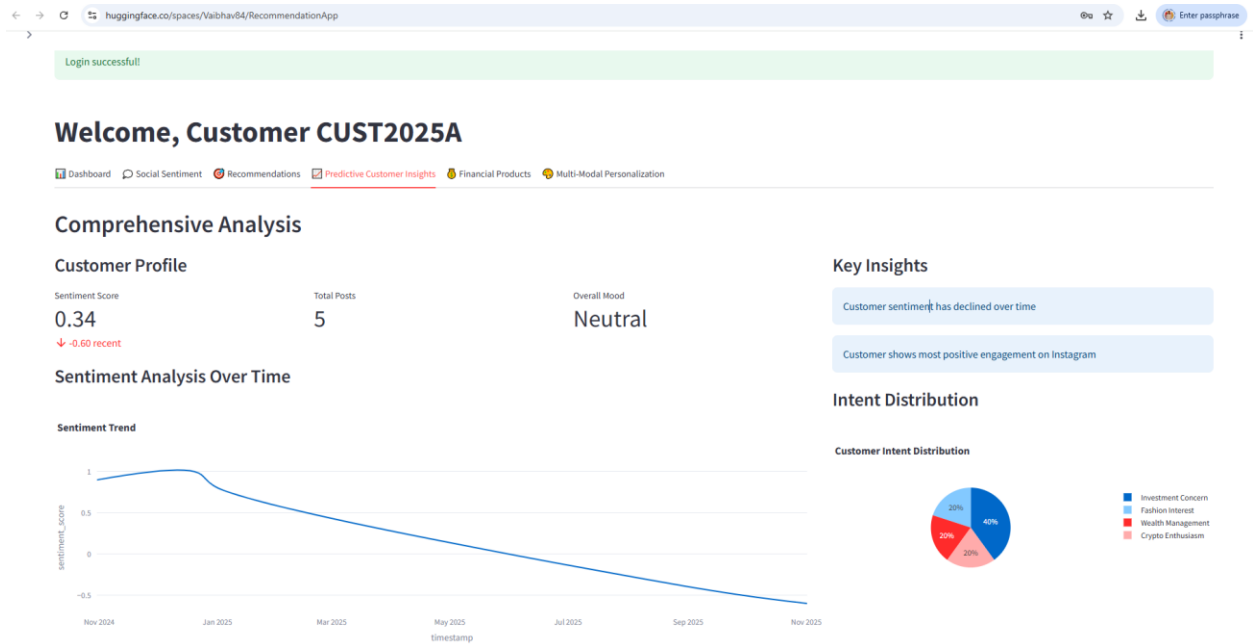 huggingface.co/spaces/Vaibhav84/RecommendationApp
Enter passphrase
Login successful!
Welcome, Customer CUST2025A
Dashboard Social Sentiment Recommendations Predictive Customer Insights Financial Products Multi-Modal Personalization
Comprehensive Analysis
Customer Profile
Sentiment Score Total Posts Overall Mood
0.34 5 Neutral
-0.60 recent
Sentiment Analysis Over Time
Sentiment Trend
1
0.5
0
−0.5
sentiment_score
Nov 2024 Jan 2025 Mar 2025 May 2025 Jul 2025 Sep 2025 Nov 2025
timestamp
Key Insights
Customer sentiment has declined over time
Customer shows most positive engagement on Instagram
Intent Distribution
Customer Intent Distribution
20% 40%
20%
20%
Investment Concern
Fashion Interest
Wealth Management
Crypto Enthusiasm